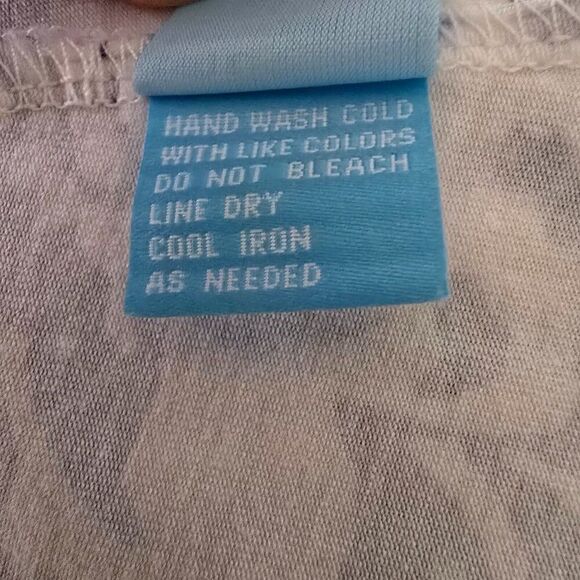 HAND WASH COLD
WITH LIKE COLORS
DO NOT BLEACH
LINE DRY
COOL IRON
AS NEEDED